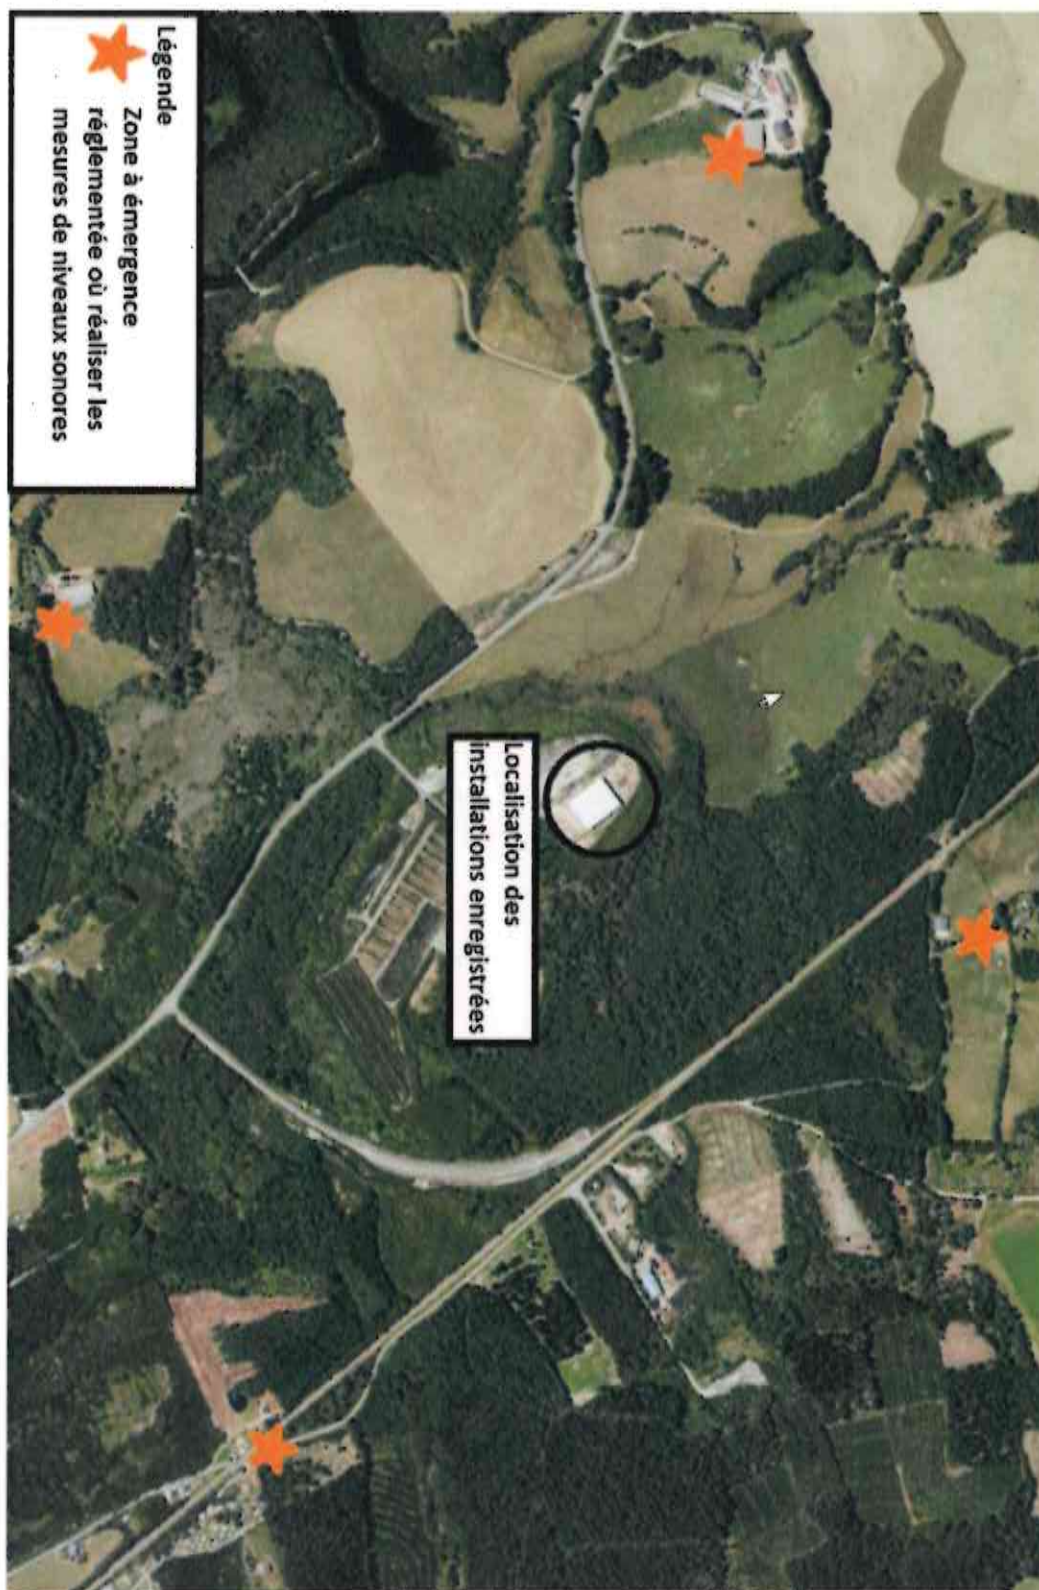 Légende
Zone à émergence
réglementée où réaliser les
mesures de niveaux sonores
Localisation des
installations enregistrées